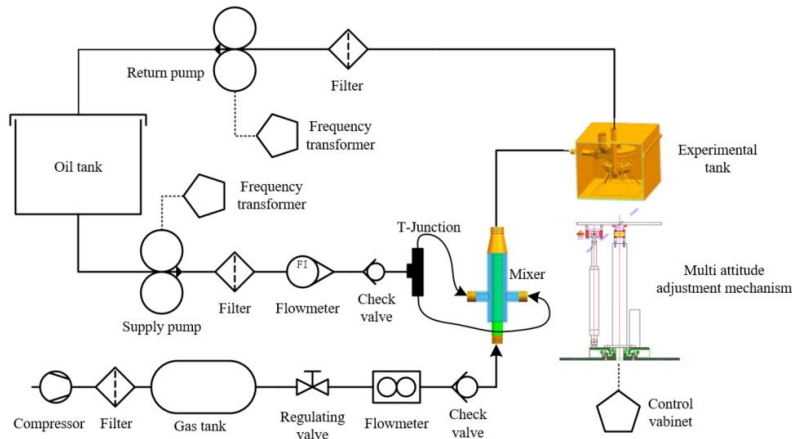 Return pump
Filter
Frequency
transformer
Oil tank
Experimental
tank
Frequency
transformer
T-Junction
FI
Mixer
Filter
Flowmeter
Check
valve
Supply pump
Multi attitude
adjustment mechanism
Compressor
Filter
Gas tank
Regulating
valve
Flowmeter
Check
valve
Control
vabinet